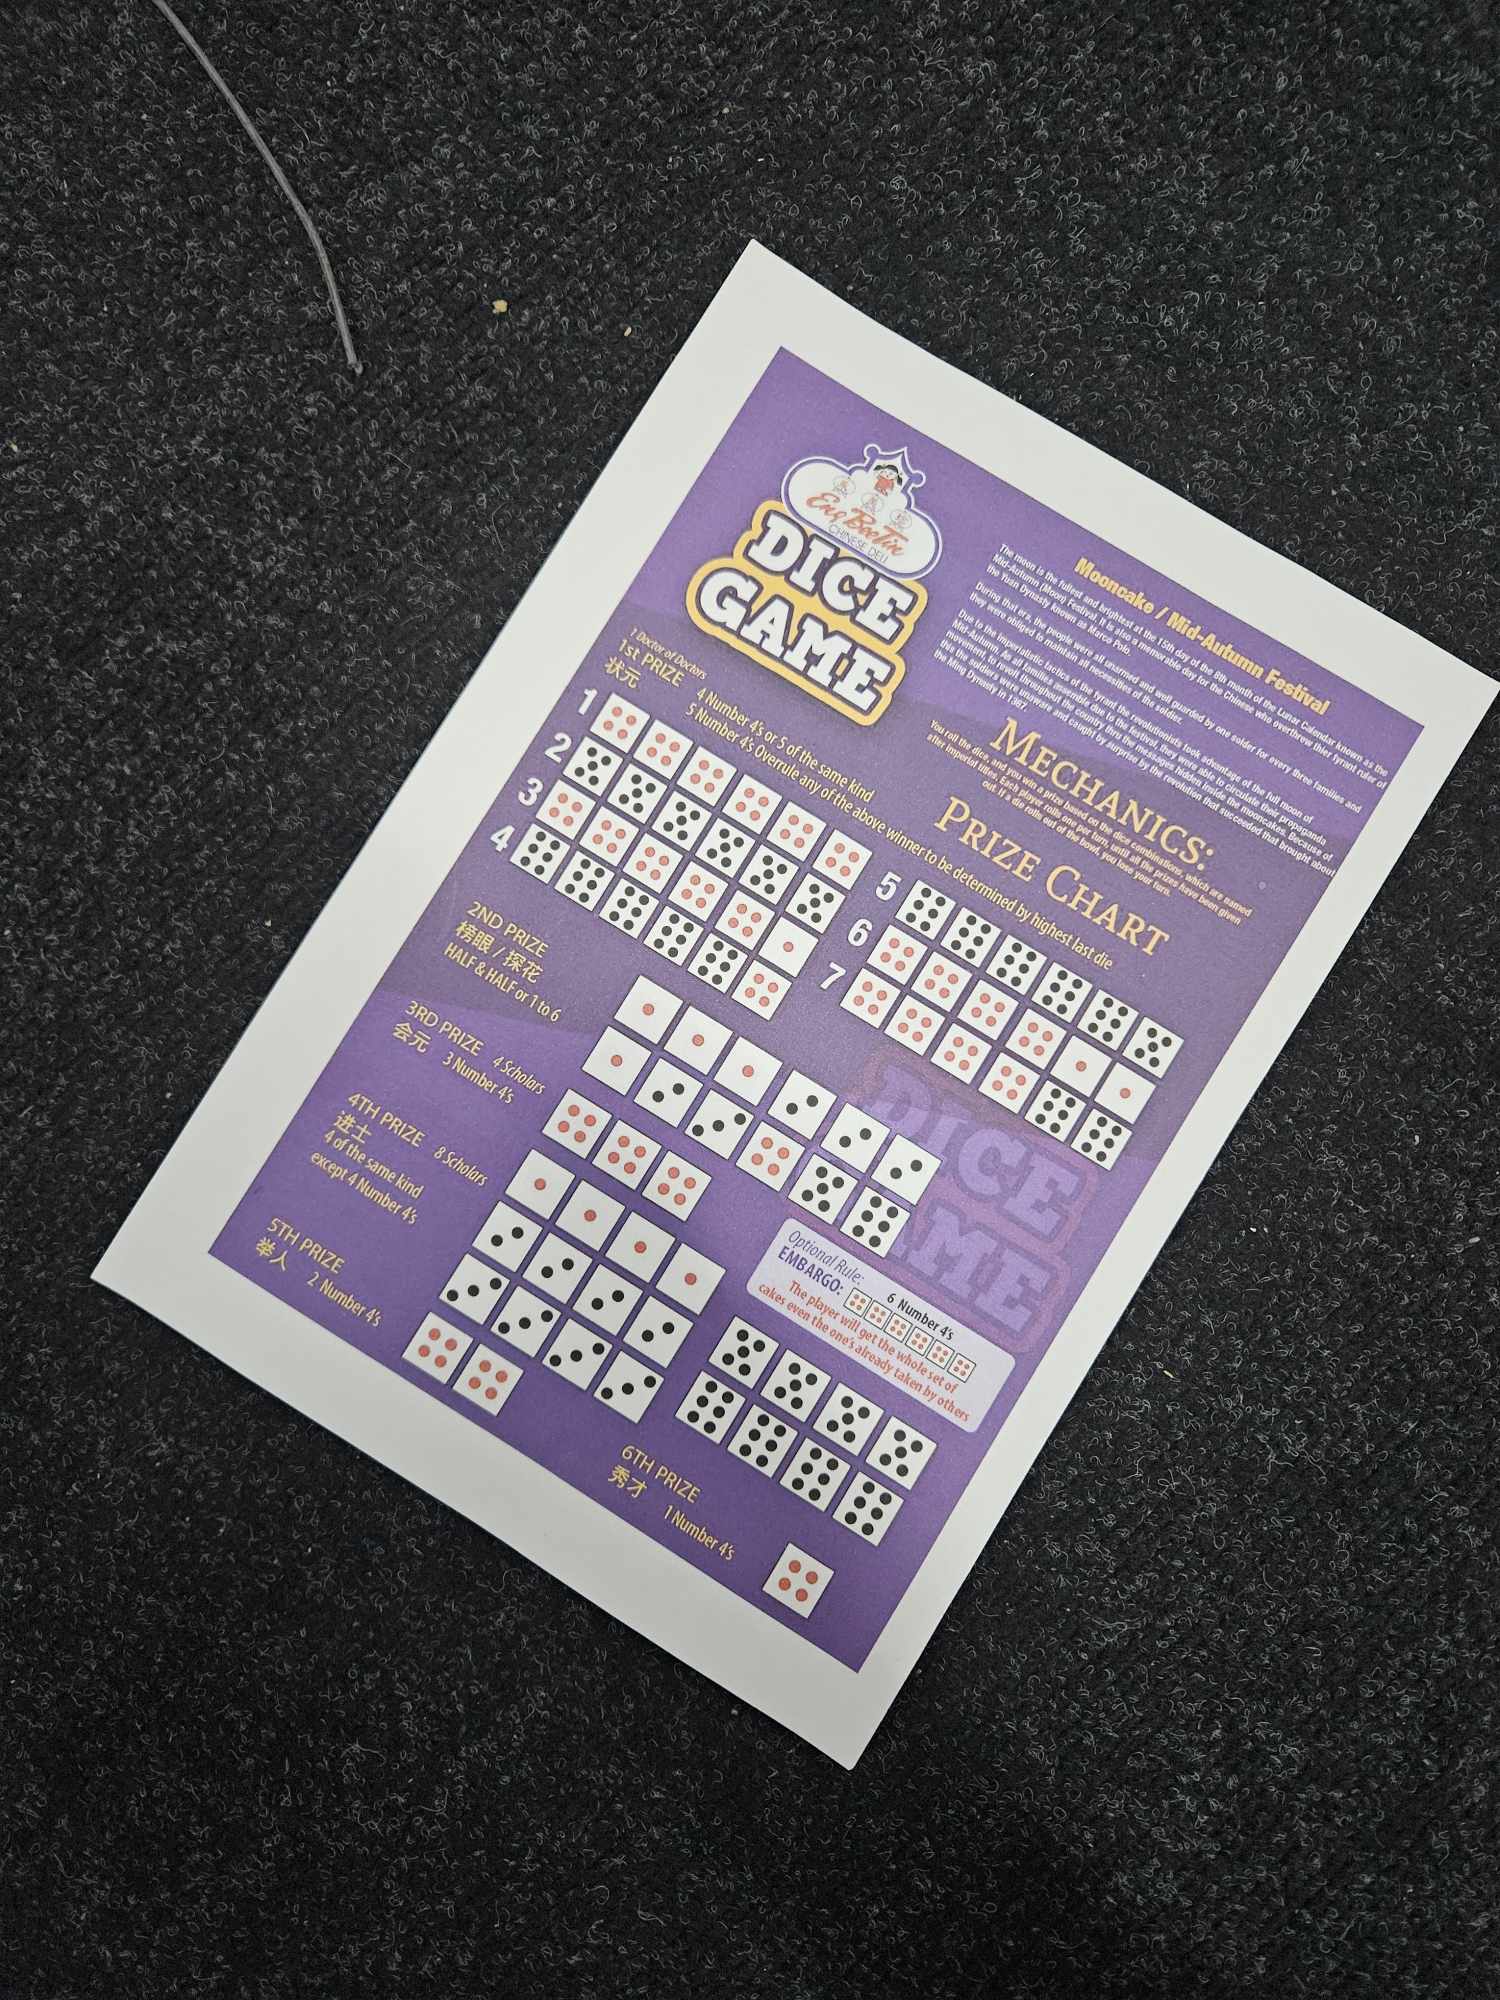 Eng Bee Tin
CHINESE DELI
DICE
GAME
Mooncake / Mid-Autumn Festival
The moon is the fullest and brightest at the 15th day of the 8th month of the Lunar Calendar known as the
Mid-Autumn (Moon) Festival. It is also a memorable day for the Chinese who overthrew thier tyrant ruler of
the Yuan Dynasty known as Marco Polo.
During that era, the people were all unarmed and well guarded by one solder for every three families and
they were obliged to maintain all necessities of the soldier.
Due to the imperialistic tactics of the tyrant the revolutionists took advantage of the full moon of
Mid-Autumn. As all families assemble due to the festival, they were able to circulate their propaganda
movement, to revolt throughout the country thru the messages hidden inside the mooncakes. Because of
this the soldiers were unaware and caught by surprise by the revolution that succeeded that brought about
the Ming Dynasty in 1367.
MECHANICS:
You roll the dice, and you win a prize based on the dice combinations, which are named
after imperial titles. Each player rolls one per turn, until all the prizes have been given
out. If a die rolls out of the bowl, you lose your turn.
PRIZE CHART
1 Doctor of Doctors
1st PRIZE 4 Number 4's or 5 of the same kind
状元 5 Number 4's Overrule any of the above winner to be determined by highest last die
1
2
3
4
5
6
7
2ND PRIZE
榜眼 / 探花
HALF & HALF or 1 to 6
3RD PRIZE 4 Scholars
会元 3 Number 4's
4TH PRIZE 8 Scholars
进士
4 of the same kind
except 4 Number 4's
DICE
GAME
Optional Rule:
EMBARGO: 6 Number 4's
The player will get the whole set of
cakes even the one's already taken by others
5TH PRIZE
举人 2 Number 4's
6TH PRIZE
秀才 1 Number 4's